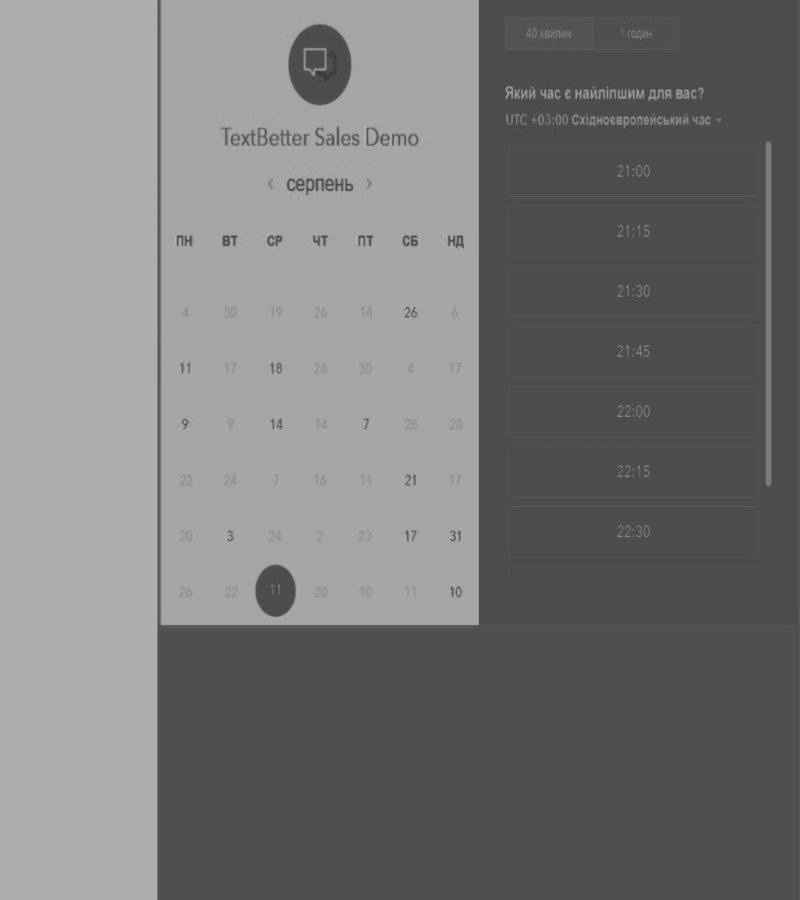 TextBetter Sales Demo
‹ серпень ›
ПН ВТ СР ЧТ ПТ СБ НД
4 30 19 26 14 26 6
11 17 18 26 30 4 17
9 9 14 14 7 28 28
22 24 7 16 11 21 17
20 3 24 2 23 17 31
26 22 11 20 10 11 10
40 хвилин 1 годин
Який час є найліпшим для вас?
UTC +03:00 Східноєвропейський час
21:00
21:15
21:30
21:45
22:00
22:15
22:30